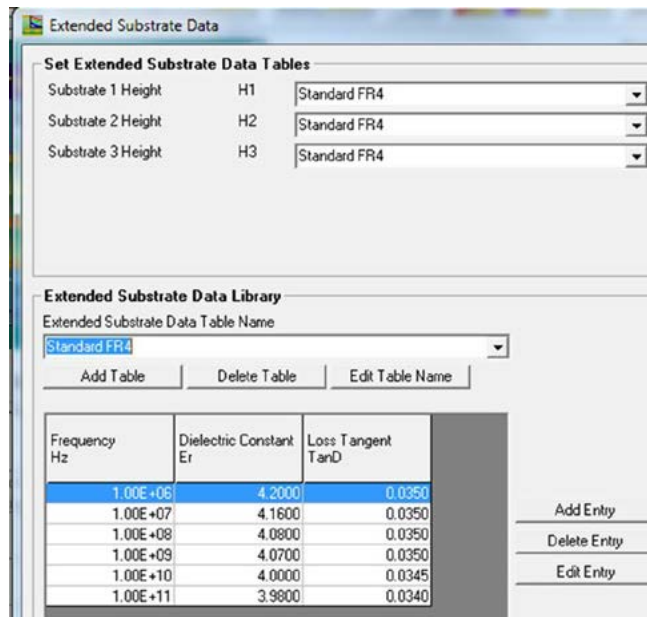 Extended Substrate Data
Set Extended Substrate Data Tables
Substrate 1 Height H1 Standard FR4
Substrate 2 Height H2 Standard FR4
Substrate 3 Height H3 Standard FR4
Extended Substrate Data Library
Extended Substrate Data Table Name
Standard FR4
Add Table Delete Table Edit Table Name
Frequency Dielectric Constant Loss Tangent
Hz Er TanD
1.00E+06 4.2000 0.0350
1.00E+07 4.1600 0.0350
1.00E+08 4.0800 0.0350
1.00E+09 4.0700 0.0350
1.00E+10 4.0000 0.0345
1.00E+11 3.9800 0.0340
Add Entry
Delete Entry
Edit Entry